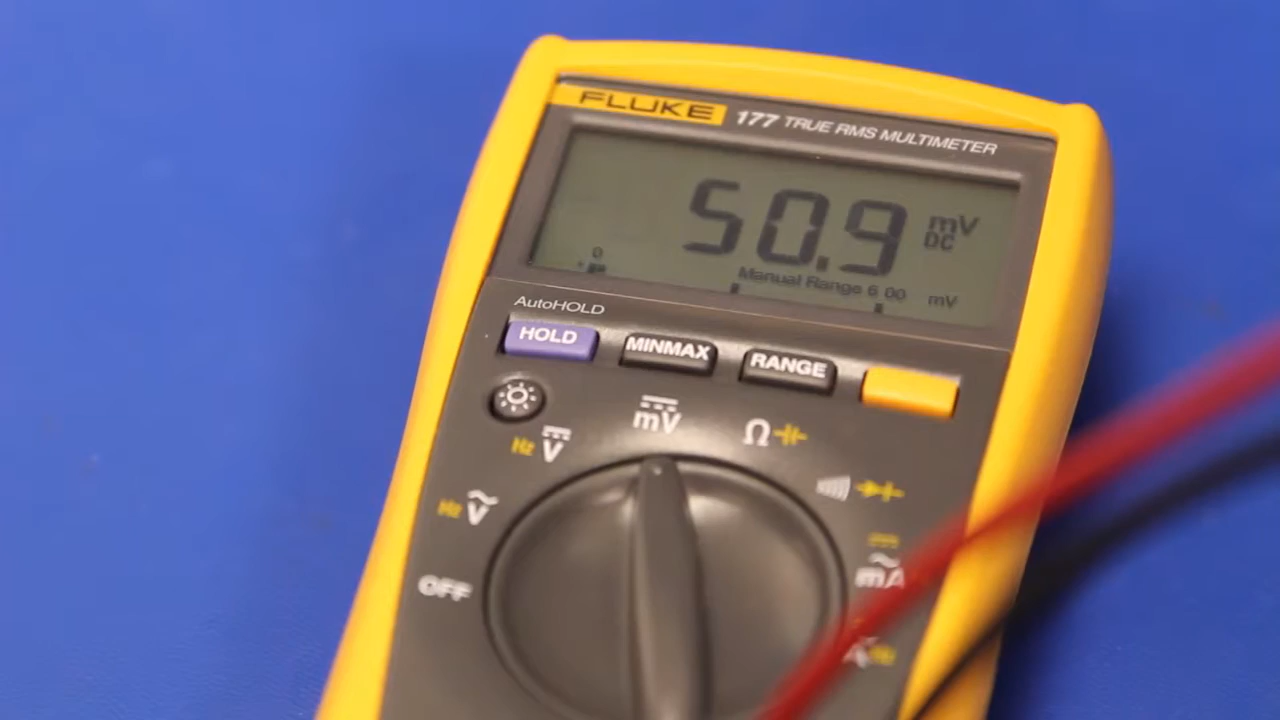 FLUKE 177 TRUE RMS MULTIMETER
50.9 mV DC
0
Manual Range 6 00 mV
AutoHOLD
HOLD MINMAX RANGE
mV
Hz V
Ω
Hz V
mA
OFF